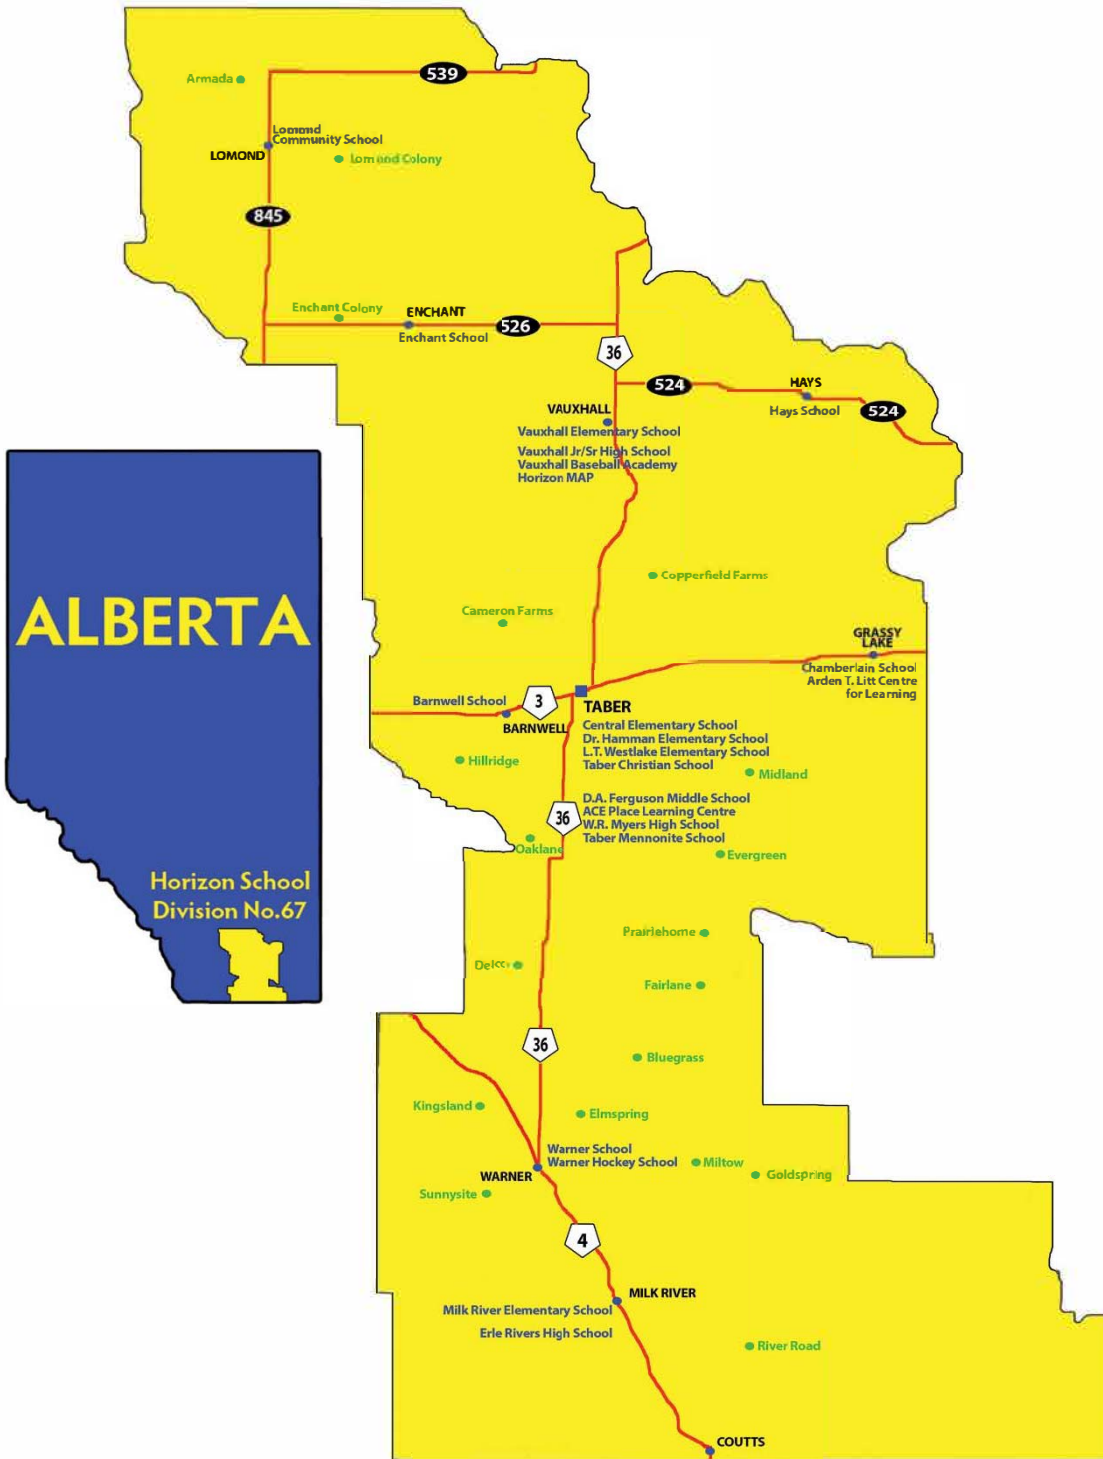 539
Armada
Lomond
Community School
LOMOND
Lomond Colony
845
Enchant Colony
ENCHANT
526
Enchant School
36
524
HAYS
Hays School
524
VAUXHALL
Vauxhall Elementary School
Vauxhall Jr/Sr High School
Vauxhall Baseball Academy
Horizon MAP
ALBERTA
Horizon School
Division No.67
Copperfield Farms
Cameron Farms
GRASSY
LAKE
Chamberlain School
Arden T. Litt Centre
for Learning
Barnwell School
3
BARNWELL
TABER
Central Elementary School
Dr. Hamman Elementary School
L.T. Westlake Elementary School
Taber Christian School
Hillridge
Midland
D.A. Ferguson Middle School
ACE Place Learning Centre
W.R. Myers High School
Taber Mennonite School
36
Oaklane
Evergreen
Prairiehome
Fairlane
36
Bluegrass
Kingsland
Elmspring
Warner School
Warner Hockey School
WARNER
Miltow
Goldspring
Sunnysite
4
MILK RIVER
Milk River Elementary School
Erle Rivers High School
River Road
COUTTS